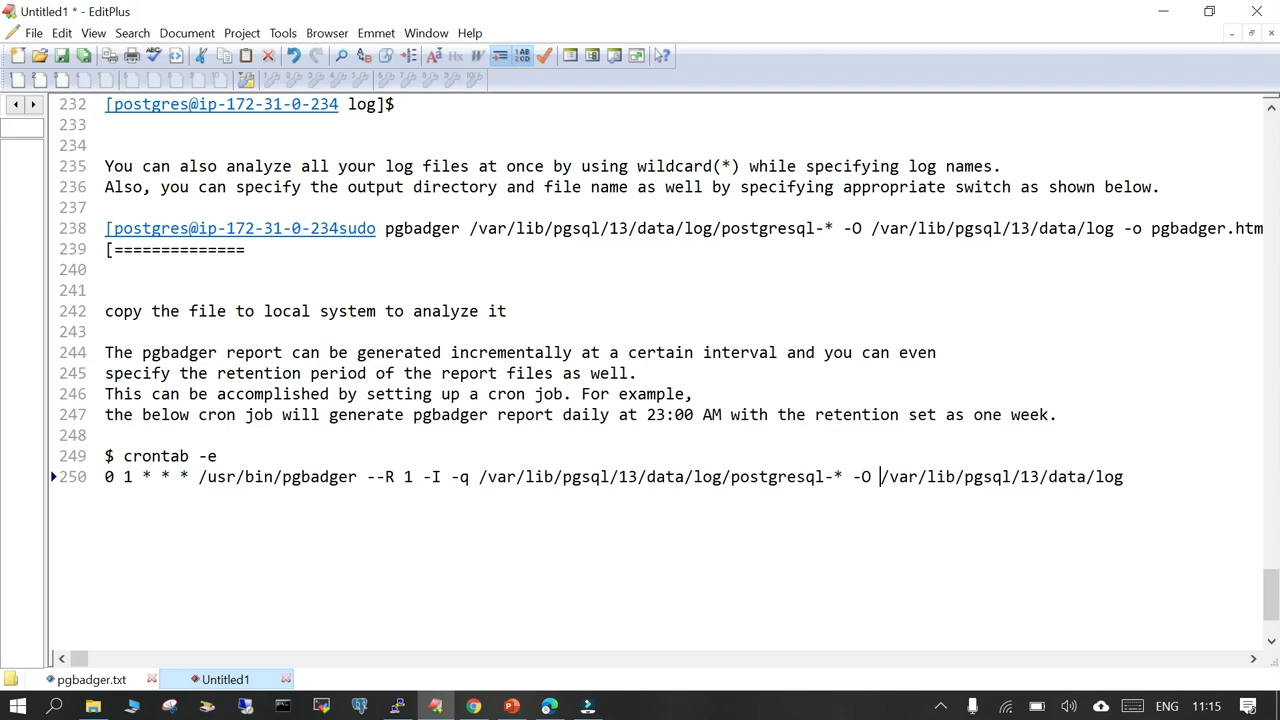 Untitled1 * - EditPlus
File Edit View Search Document Project Tools Browser Emmet Window Help
232 [postgres@ip-172-31-0-234 log]$
233
234
235 You can also analyze all your log files at once by using wildcard(*) while specifying log names.
236 Also, you can specify the output directory and file name as well by specifying appropriate switch as shown below.
237
238 [postgres@ip-172-31-0-234sudo pgbadger /var/lib/pgsql/13/data/log/postgresql-* -O /var/lib/pgsql/13/data/log -o pgbadger.htm
239 [==============
240
241
242 copy the file to local system to analyze it
243
244 The pgbadger report can be generated incrementally at a certain interval and you can even
245 specify the retention period of the report files as well.
246 This can be accomplished by setting up a cron job. For example,
247 the below cron job will generate pgbadger report daily at 23:00 AM with the retention set as one week.
248
249 $ crontab -e
250 0 1 * * * /usr/bin/pgbadger --R 1 -I -q /var/lib/pgsql/13/data/log/postgresql-* -O /var/lib/pgsql/13/data/log
pgbadger.txt Untitled1
ENG 11:15